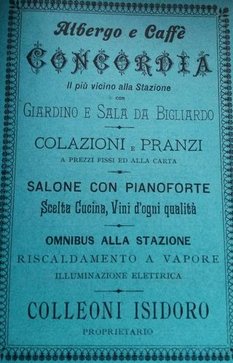 Albergo e Caffè
CONCORDIA
Il più vicino alla Stazione
con
GIARDINO E SALA DA BIGLIARDO
COLAZIONI E PRANZI
A PREZZI FISSI ED ALLA CARTA
SALONE CON PIANOFORTE
Scelta Cucina, Vini d'ogni qualità
OMNIBUS ALLA STAZIONE
RISCALDAMENTO A VAPORE
ILLUMINAZIONE ELETTRICA
COLLEONI ISIDORO
PROPRIETARIO